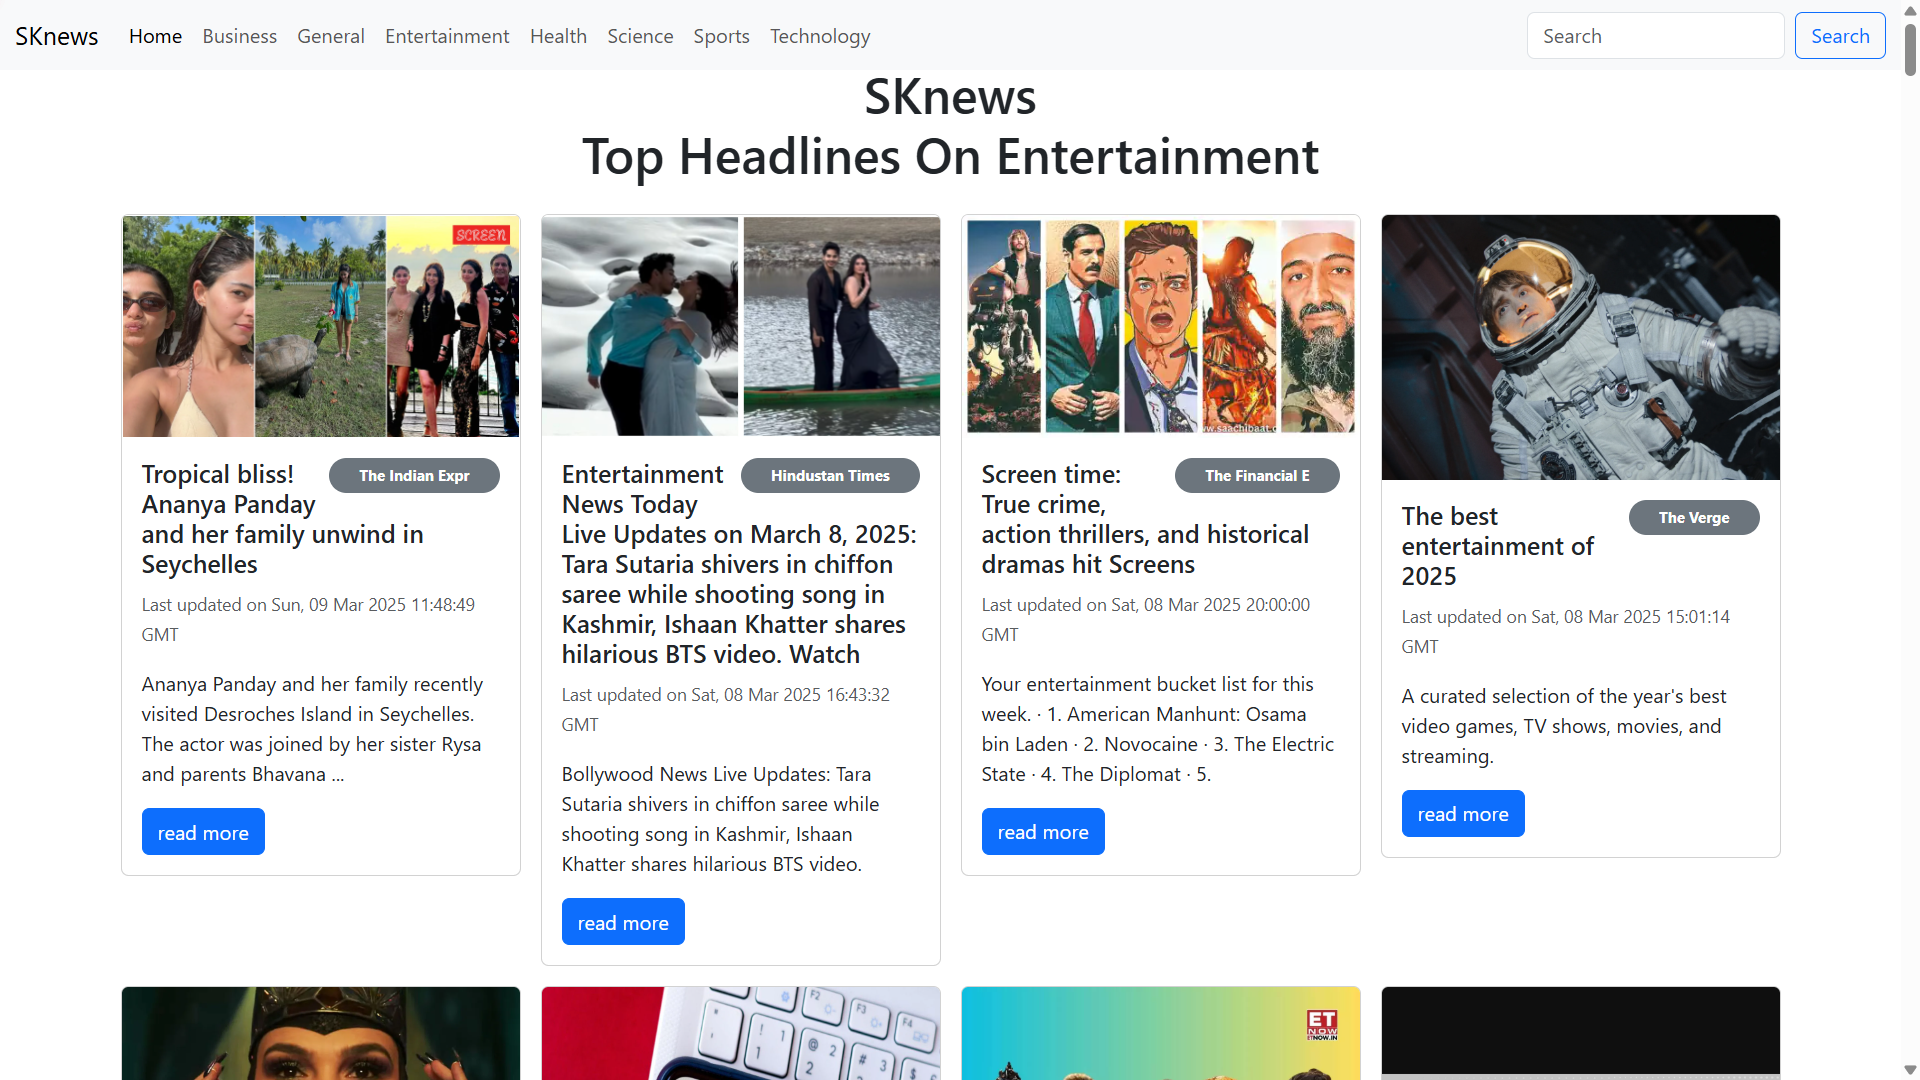 SKnews Home Business General Entertainment Health Science Sports Technology Search Search
SKnews
Top Headlines On Entertainment
SCREEN
Tropical bliss!
Ananya Panday
and her family unwind in
Seychelles
The Indian Expr
Last updated on Sun, 09 Mar 2025 11:48:49
GMT
Ananya Panday and her family recently
visited Desroches Island in Seychelles.
The actor was joined by her sister Rysa
and parents Bhavana ...
read more
Entertainment
News Today
Live Updates on March 8, 2025:
Tara Sutaria shivers in chiffon
saree while shooting song in
Kashmir, Ishaan Khatter shares
hilarious BTS video. Watch
Hindustan Times
Last updated on Sat, 08 Mar 2025 16:43:32
GMT
Bollywood News Live Updates: Tara
Sutaria shivers in chiffon saree while
shooting song in Kashmir, Ishaan
Khatter shares hilarious BTS video.
read more
www.saachibaat.c
Screen time:
True crime,
action thrillers, and historical
dramas hit Screens
The Financial E
Last updated on Sat, 08 Mar 2025 20:00:00
GMT
Your entertainment bucket list for this
week. · 1. American Manhunt: Osama
bin Laden · 2. Novocaine · 3. The Electric
State · 4. The Diplomat · 5.
read more
The best
entertainment of
2025
The Verge
Last updated on Sat, 08 Mar 2025 15:01:14
GMT
A curated selection of the year's best
video games, TV shows, movies, and
streaming.
read more
F2
F3
F4
!
1
@
2
#
3
$
ET
NOW
ETNOW.IN